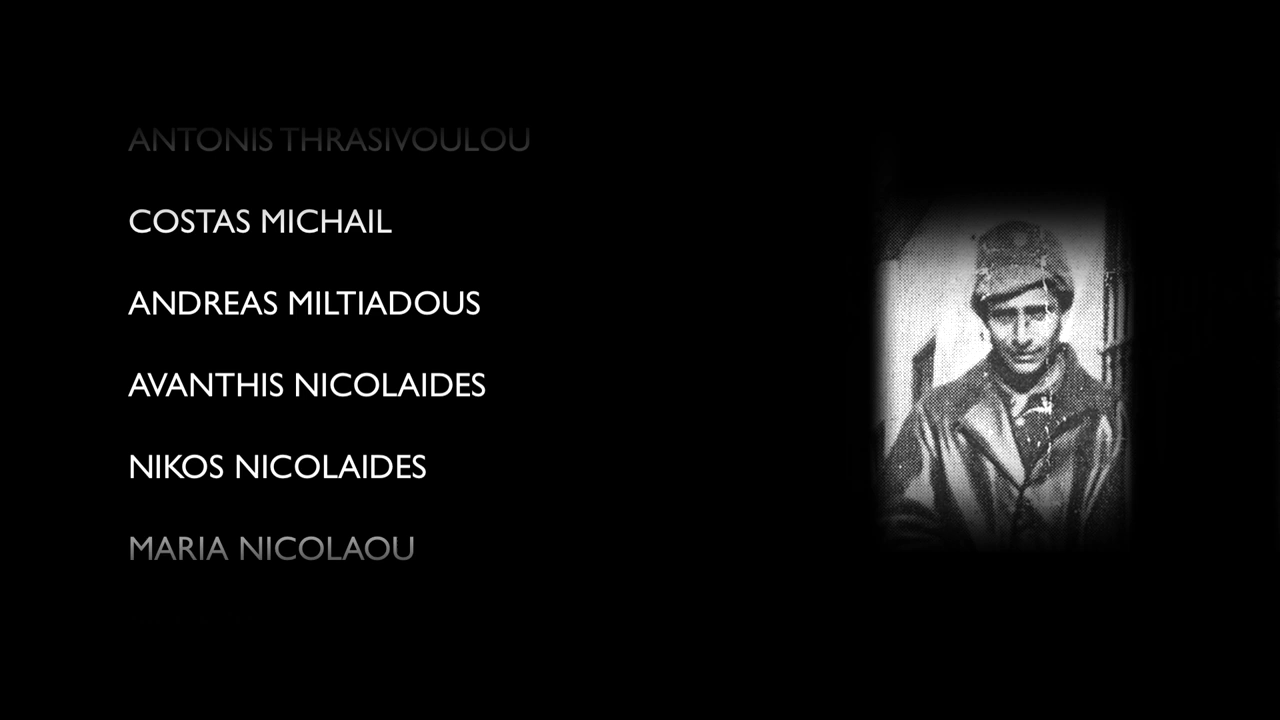 ANTONIS THRASIVOULOU
COSTAS MICHAIL
ANDREAS MILTIADOUS
AVANTHIS NICOLAIDES
NIKOS NICOLAIDES
MARIA NICOLAOU